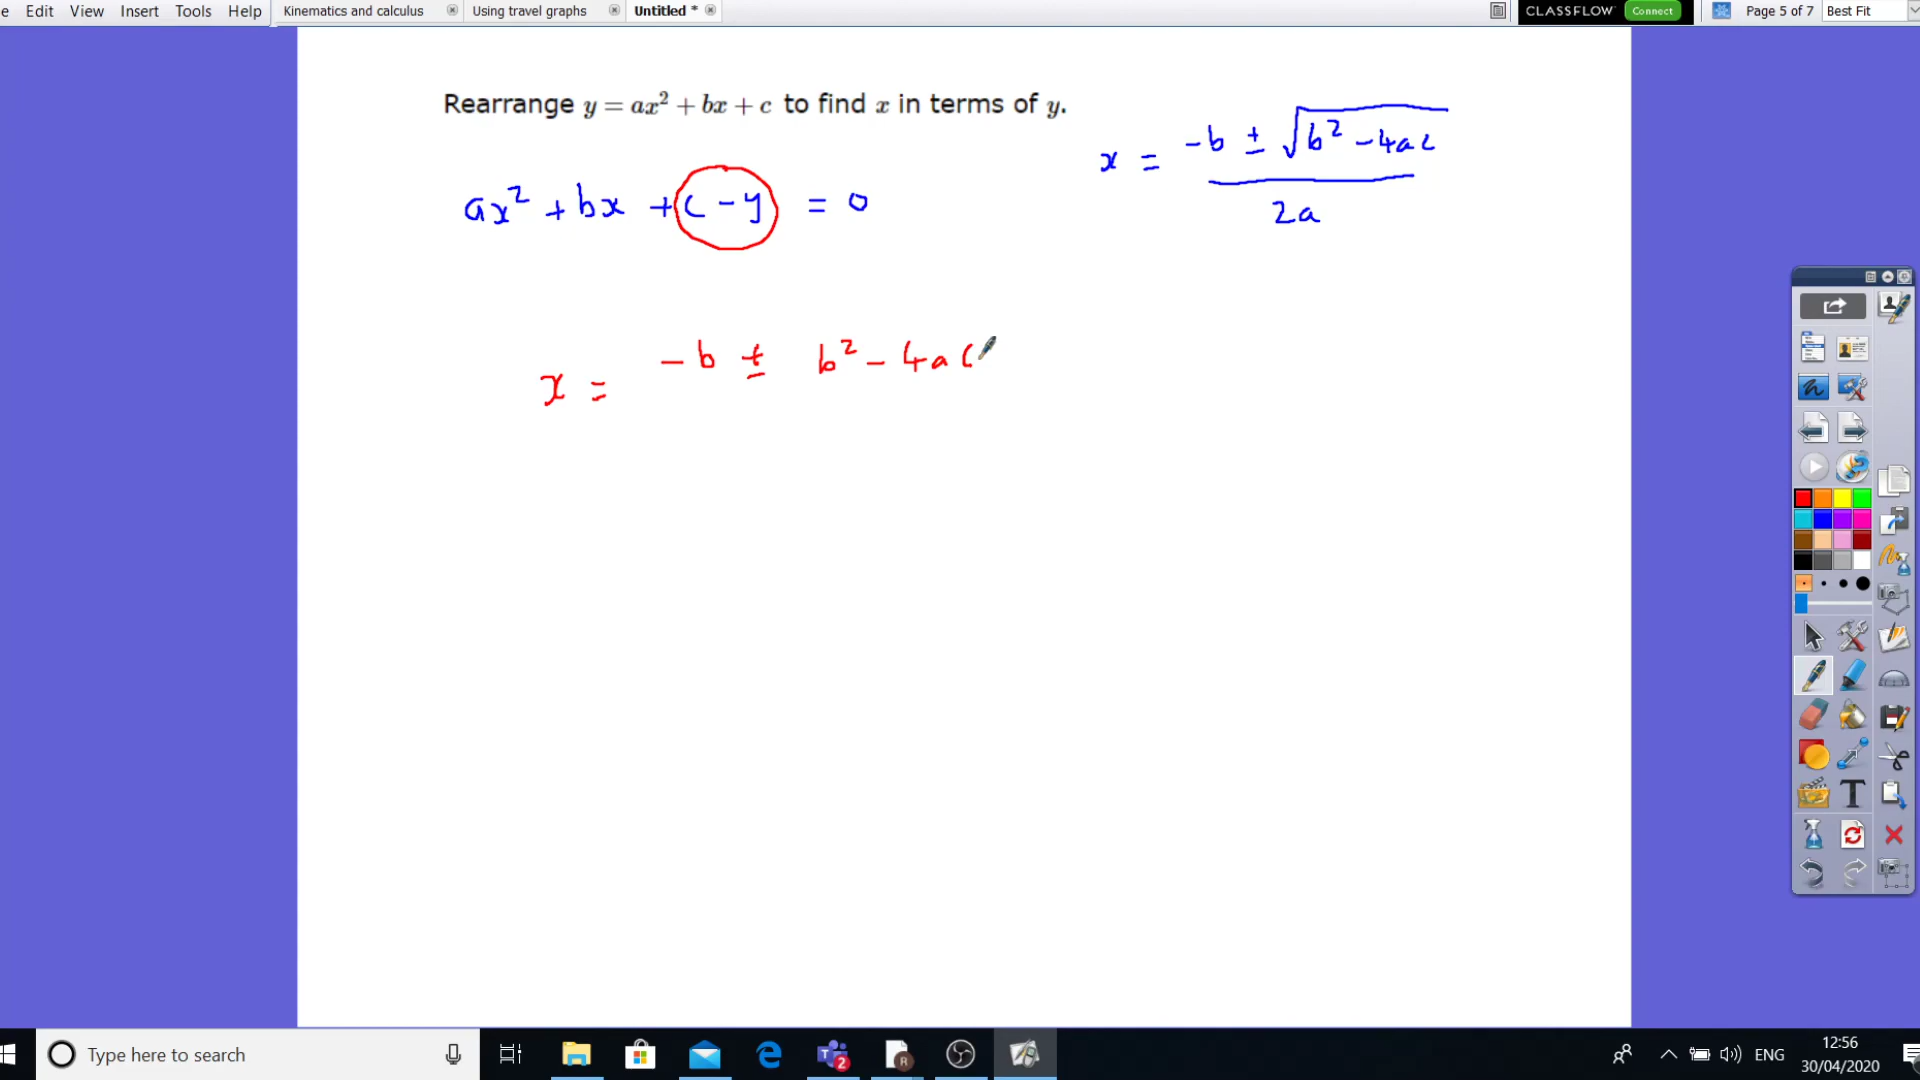 e Edit View Insert Tools Help Kinematics and calculus Using travel graphs Untitled * CLASSFLOW Connect Page 5 of 7 Best Fit
Rearrange y = ax² + bx + c to find x in terms of y.
x = (-b ± √(b² - 4ac)) / 2a
ax² + bx + c - y = 0
x = -b ± b² - 4a(
T
Type here to search
2
R
ENG
12:56
30/04/2020